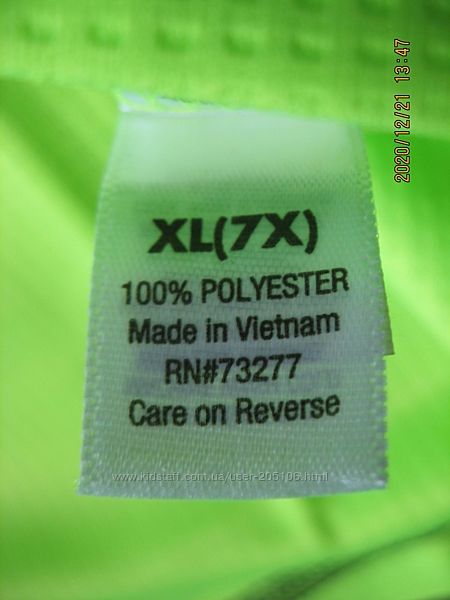 2020/12/21 13:47
XL(7X)
100% POLYESTER
Made in Vietnam
RN#73277
Care on Reverse
www.kidstaff.com.ua/user-205106.html